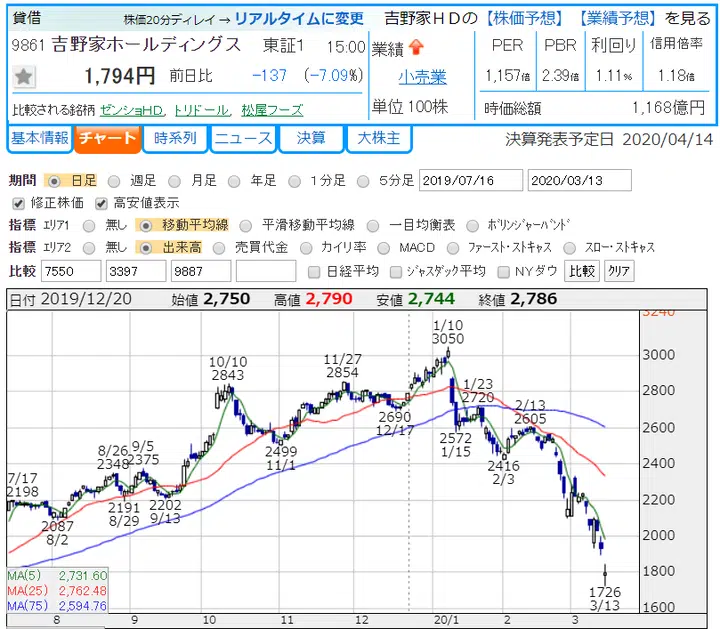 貸借 株価20分ディレイ → リアルタイムに変更 吉野家ＨＤの【株価予想】【業績予想】を見る
9861 吉野家ホールディングス 東証1 15:00
1,794円 前日比 -137 (-7.09%)
比較される銘柄 ゼンショHD, トリドール, 松屋フーズ
業績
小売業
単位 100株
PER PBR 利回り 信用倍率
1,157倍 2.39倍 1.11% 1.18倍
時価総額 1,168億円
基本情報 チャート 時系列 ニュース 決算 大株主 決算発表予定日 2020/04/14
期間 日足 週足 月足 年足 1分足 5分足 2019/07/16 2020/03/13
修正株価 高安値表示
指標 エリア1 無し 移動平均線 平滑移動平均線 一目均衡表 ボリンジャーバンド
指標 エリア2 無し 出来高 売買代金 カイリ率 MACD ファースト・ストキャス スロー・ストキャス
比較 7550 3397 9887 日経平均 ジャスダック平均 NYダウ 比較 クリア
日付 2019/12/20 始値 2,750 高値 2,790 安値 2,744 終値 2,786
3240
3000
2800
2600
2400
2200
2000
1800
1600
7/17
2198
2087
8/2
8/26
2348
2191
8/29
9/5
2375
2202
9/13
10/10
2843
2499
11/1
11/27
2854
2690
12/17
1/10
3050
2572
1/15
1/23
2720
2416
2/3
2/13
2605
1726
3/13
MA(5) 2,731.60
MA(25) 2,762.48
MA(75) 2,594.76
8 9 10 11 12 20/1 2 3